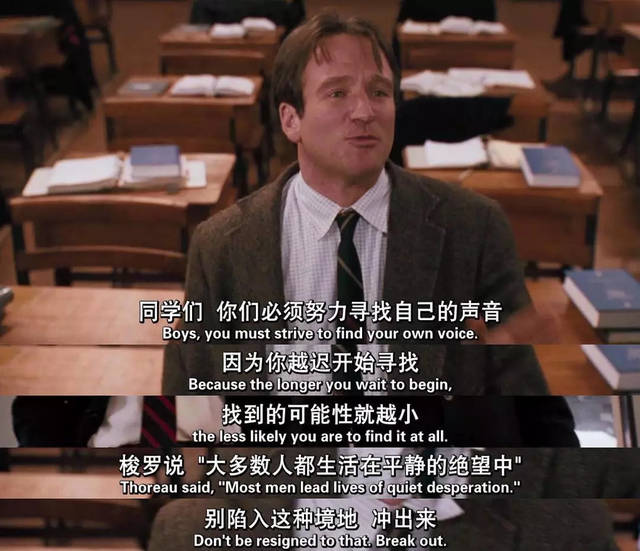 同学们 你们必须努力寻找自己的声音
Boys, you must strive to find your own voice.
因为你越迟开始寻找
Because the longer you wait to begin,
找到的可能性就越小
the less likely you are to find it at all.
梭罗说 "大多数人都生活在平静的绝望中"
Thoreau said, "Most men lead lives of quiet desperation."
别陷入这种境地 冲出来
Don't be resigned to that. Break out.